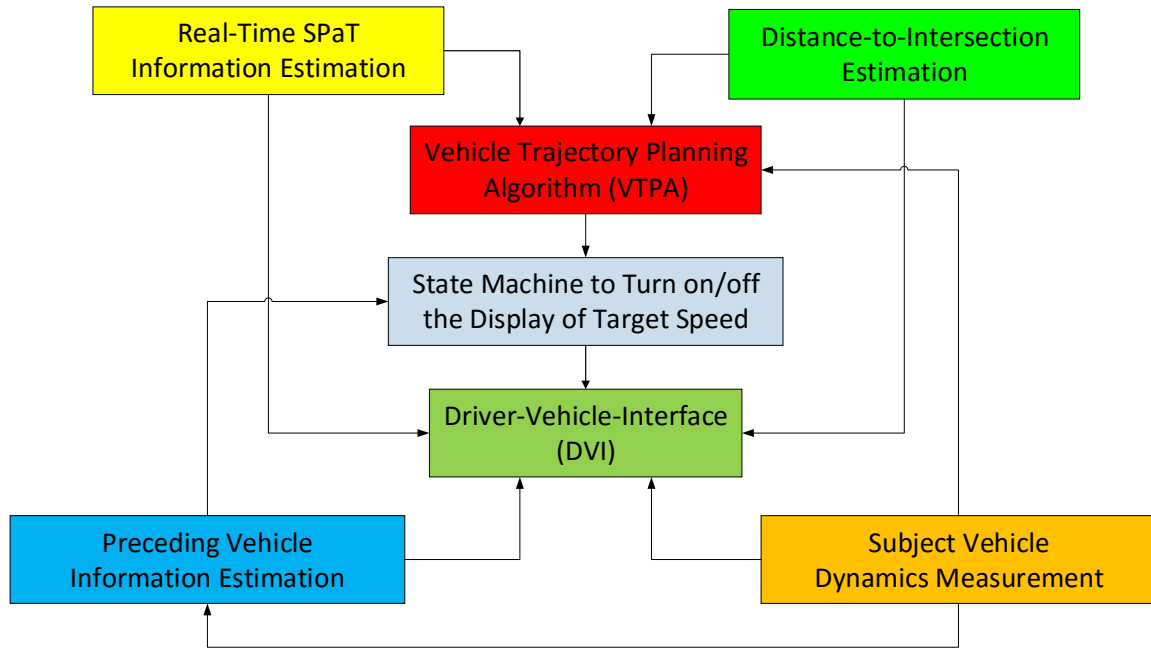 Real-Time SPaT
Information Estimation
Distance-to-Intersection
Estimation
Vehicle Trajectory Planning
Algorithm (VTPA)
State Machine to Turn on/off
the Display of Target Speed
Driver-Vehicle-Interface
(DVI)
Preceding Vehicle
Information Estimation
Subject Vehicle
Dynamics Measurement